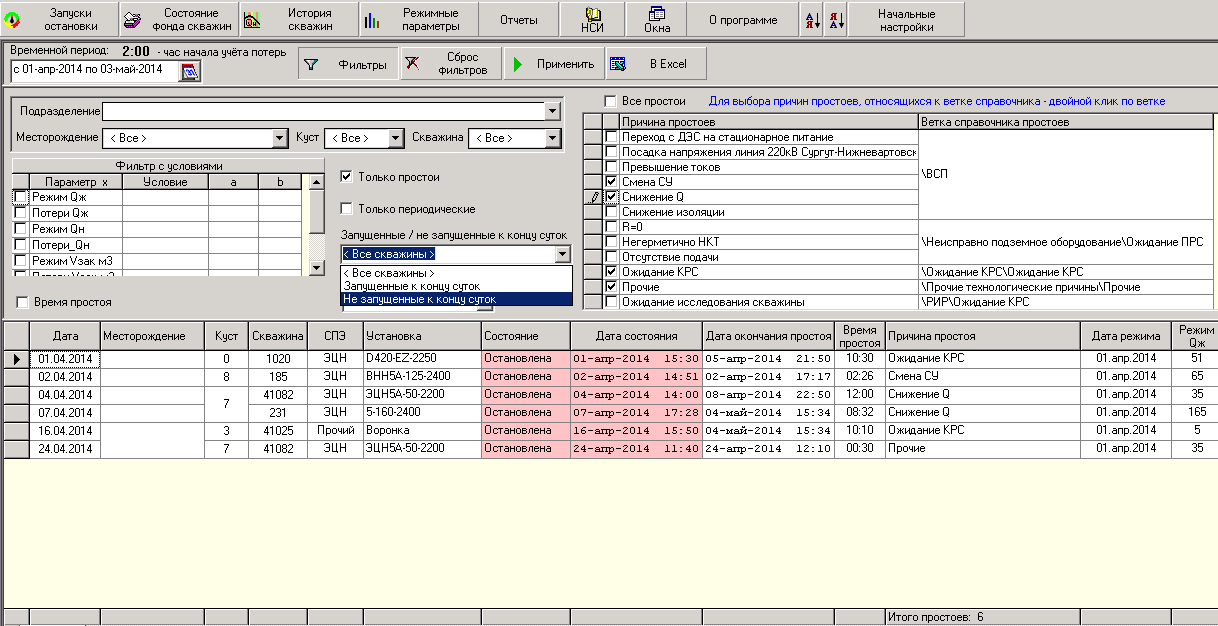 Запуски остановки
Состояние фонда скважин
История скважин
Режимные параметры
Отчеты
НСИ
Окна
О программе
А Я
Я А
Начальные настройки
Временной период: 2:00 - час начала учёта потерь
с 01-апр-2014 по 03-май-2014
Фильтры
Сброс фильтров
Применить
В Excel
Подразделение
Месторождение < Все > Куст < Все > Скважина < Все >
Фильтр с условиями
Параметр x Условие a b
Режим Qж
Потери Qж
Режим Qн
Потери_Qн
Режим Vзак м3
Время простоя
Только простои
Только периодические
Запущенные / не запущенные к концу суток
< Все скважины >
< Все скважины >
Запущенные к концу суток
Не запущенные к концу суток
Все простои Для выбора причин простоев, относящихся к ветке справочника - двойной клик по ветке
Причина простоев Ветка справочника простоев
Переход с ДЭС на стационарное питание
Посадка напряжения линия 220кВ Сургут-Нижневартовск
Превышение токов
Смена СУ
\ВСП
Снижение Q
Снижение изоляции
R=0
Негерметично НКТ \Неисправно подземное оборудование\Ожидание ПРС
Отсутствие подачи
Ожидание КРС \Ожидание КРС\Ожидание КРС
Прочие \Прочие технологические причины\Прочие
Ожидание исследования скважины \РИР\Ожидание КРС
Дата Месторождение Куст Скважина СПЭ Установка Состояние Дата состояния Дата окончания простоя Время простоя Причина простоя Дата режима Режим Qж
01.04.2014 0 1020 ЭЦН D420-EZ-2250 Остановлена 01-апр-2014 15:30 05-апр-2014 21:50 10:30 Ожидание КРС 01.апр.2014 51
02.04.2014 8 185 ЭЦН ВНН5А-125-2400 Остановлена 02-апр-2014 14:51 02-апр-2014 17:17 02:26 Смена СУ 01.апр.2014 65
04.04.2014 7 41082 ЭЦН ЭЦН5А-50-2200 Остановлена 04-апр-2014 14:00 08-апр-2014 22:50 12:00 Снижение Q 01.апр.2014 35
07.04.2014 231 ЭЦН 5-160-2400 Остановлена 07-апр-2014 17:28 04-май-2014 15:34 08:32 Снижение Q 01.апр.2014 165
16.04.2014 3 41025 Прочий Воронка Остановлена 16-апр-2014 15:50 04-май-2014 15:34 10:10 Ожидание КРС 01.апр.2014 5
24.04.2014 7 41082 ЭЦН ЭЦН5А-50-2200 Остановлена 24-апр-2014 11:40 24-апр-2014 12:10 00:30 Прочие 01.апр.2014 35
Итого простоев: 6